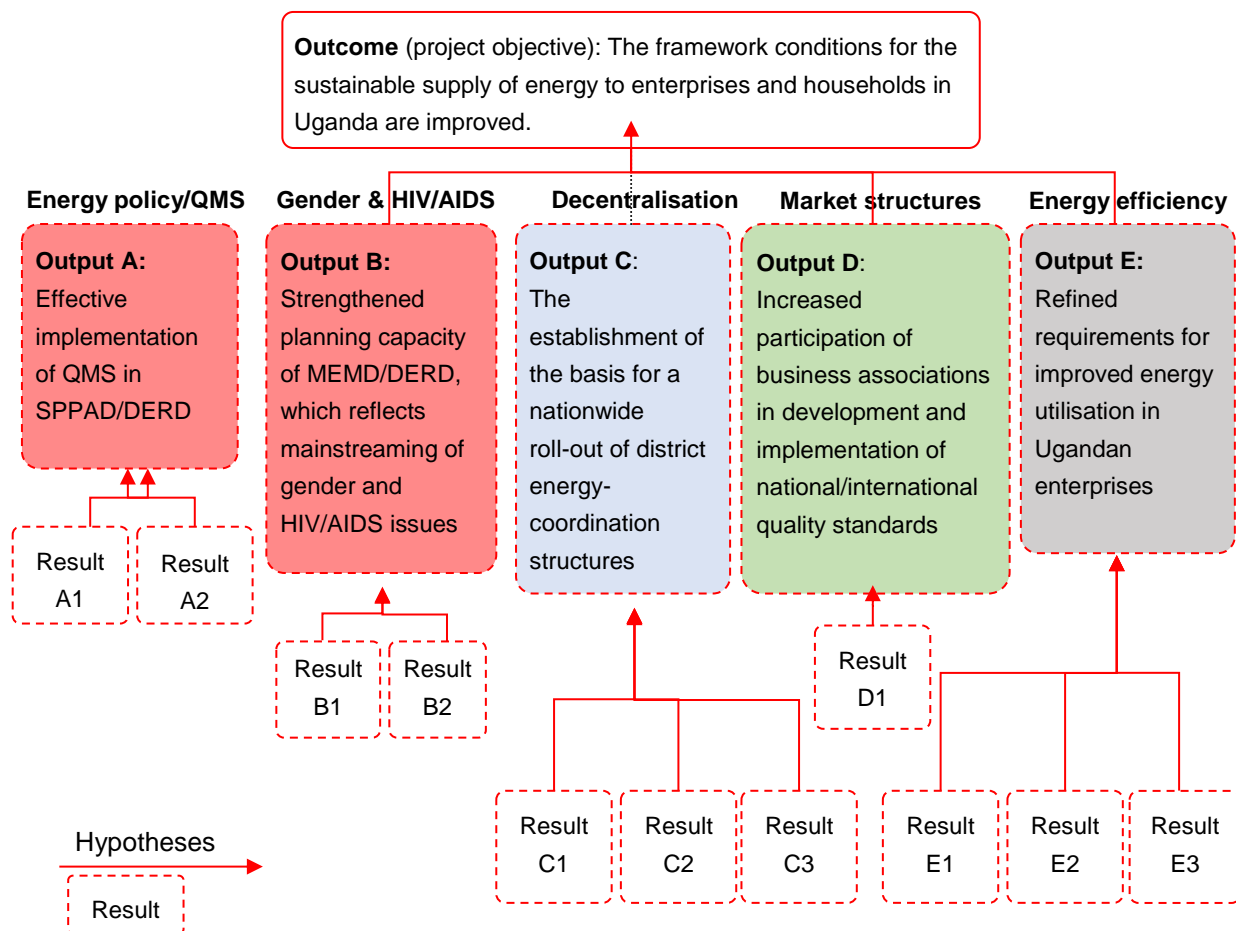 Outcome (project objective): The framework conditions for the
sustainable supply of energy to enterprises and households in
Uganda are improved.
Energy policy/QMS
Gender & HIV/AIDS
Decentralisation
Market structures
Energy efficiency
Output A:
Effective
implementation
of QMS in
SPPAD/DERD
Output B:
Strengthened
planning capacity
of MEMD/DERD,
which reflects
mainstreaming of
gender and
HIV/AIDS issues
Output C:
The
establishment of
the basis for a
nationwide
roll-out of district
energy-
coordination
structures
Output D:
Increased
participation of
business associations
in development and
implementation of
national/international
quality standards
Output E:
Refined
requirements for
improved energy
utilisation in
Ugandan
enterprises
Result
A1
Result
A2
Result
B1
Result
B2
Result
C1
Result
C2
Result
C3
Result
D1
Result
E1
Result
E2
Result
E3
Hypotheses
Result